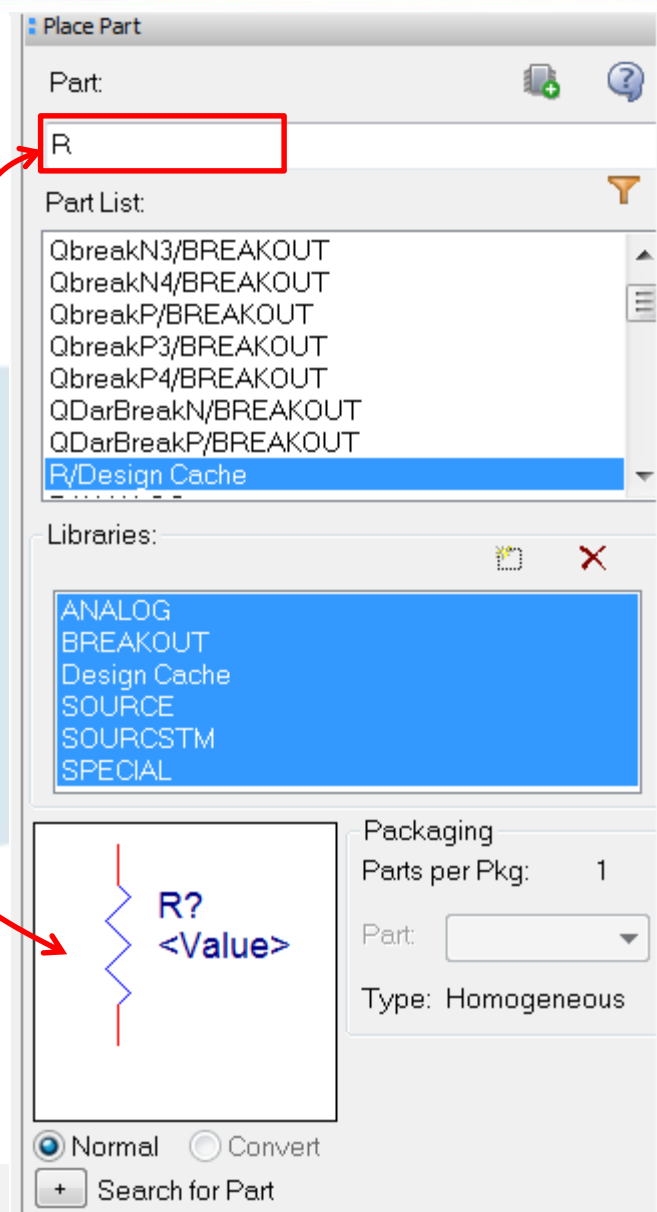 Place Part
Part:
R
Part List:
QbreakN3/BREAKOUT
QbreakN4/BREAKOUT
QbreakP/BREAKOUT
QbreakP3/BREAKOUT
QbreakP4/BREAKOUT
QDarBreakN/BREAKOUT
QDarBreakP/BREAKOUT
R/Design Cache
Libraries:
ANALOG
BREAKOUT
Design Cache
SOURCE
SOURCSTM
SPECIAL
R?
<Value>
Packaging
Parts per Pkg: 1
Part:
Type: Homogeneous
Normal Convert
+ Search for Part